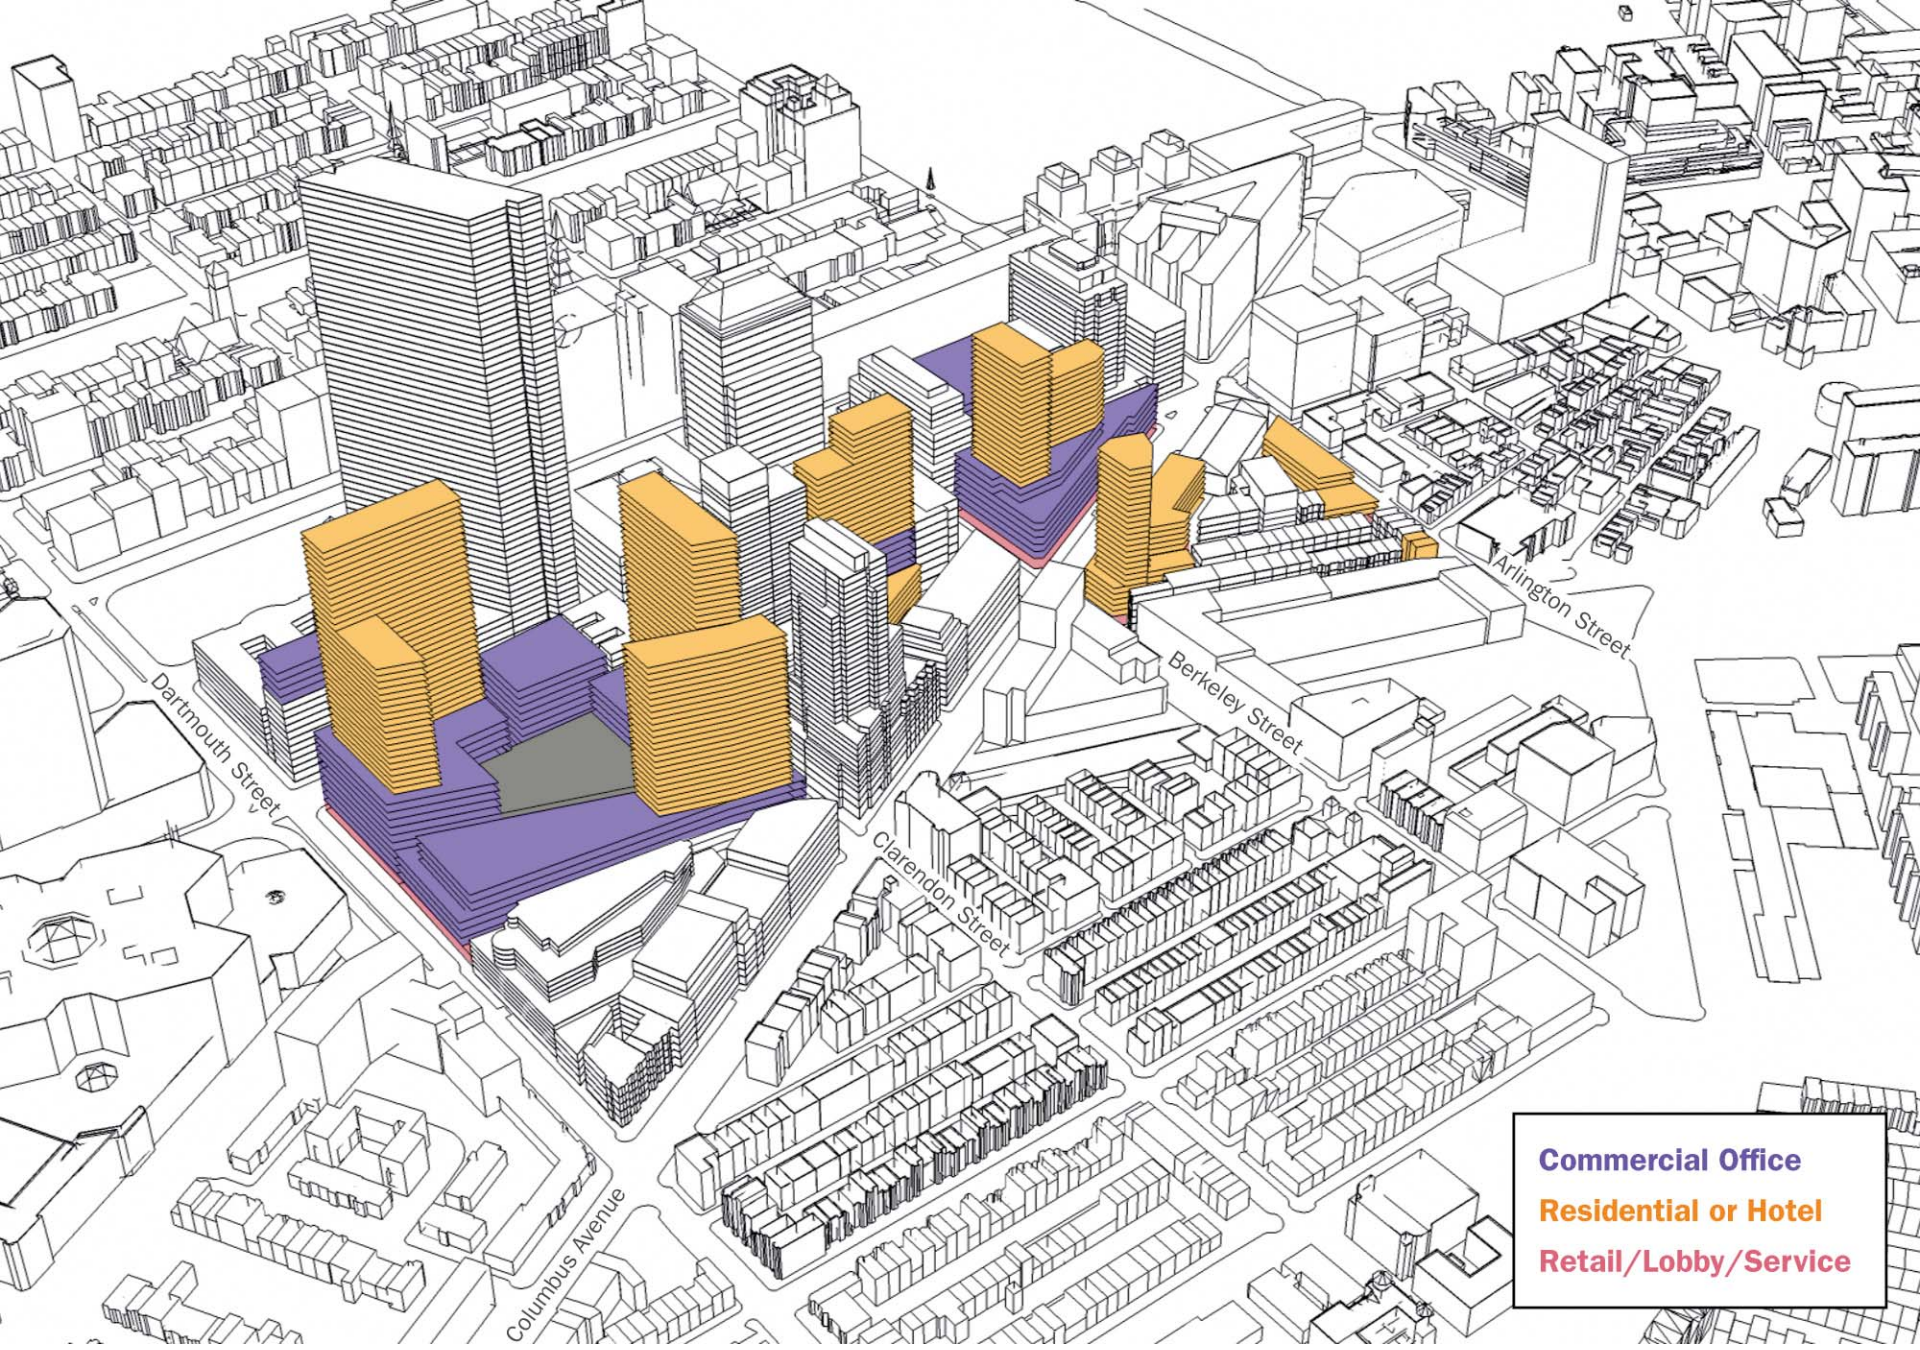 Arlington Street
Berkeley Street
Dartmouth Street
Clarendon Street
Columbus Avenue
Commercial Office
Residential or Hotel
Retail/Lobby/Service